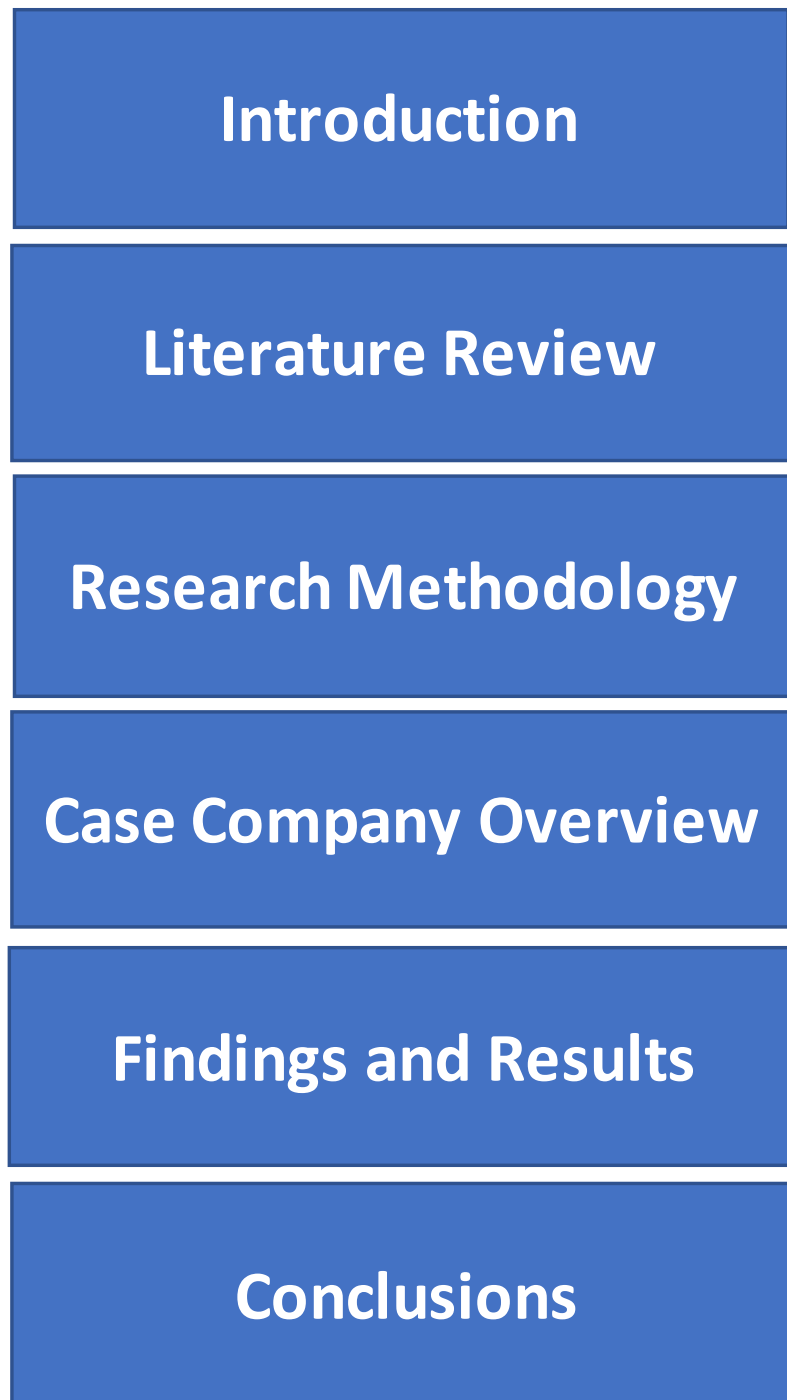 Introduction
Literature Review
Research Methodology
Case Company Overview
Findings and Results
Conclusions